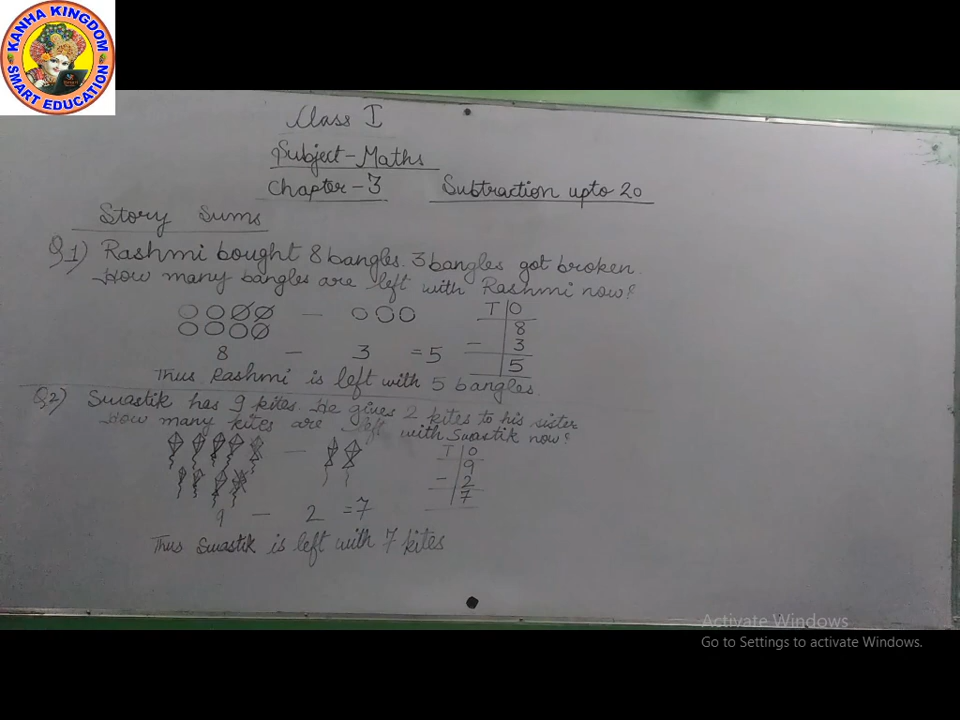 KANHA KINGDOM
SMART EDUCATION
Class I
Subject - Maths
Chapter - 3 Subtraction upto 20
Story Sums
Q1) Rashmi bought 8 bangles. 3 bangles got broken.
How many bangles are left with Rashmi now?
T O
8
- 3
5
8 - 3 = 5
Thus Rashmi is left with 5 bangles.
Q2) Swastik has 9 kites. He gives 2 kites to his sister
How many kites are left with Swastik now?
T O
9
- 2
7
9 - 2 = 7
Thus Swastik is left with 7 kites
Activate Windows
Go to Settings to activate Windows.